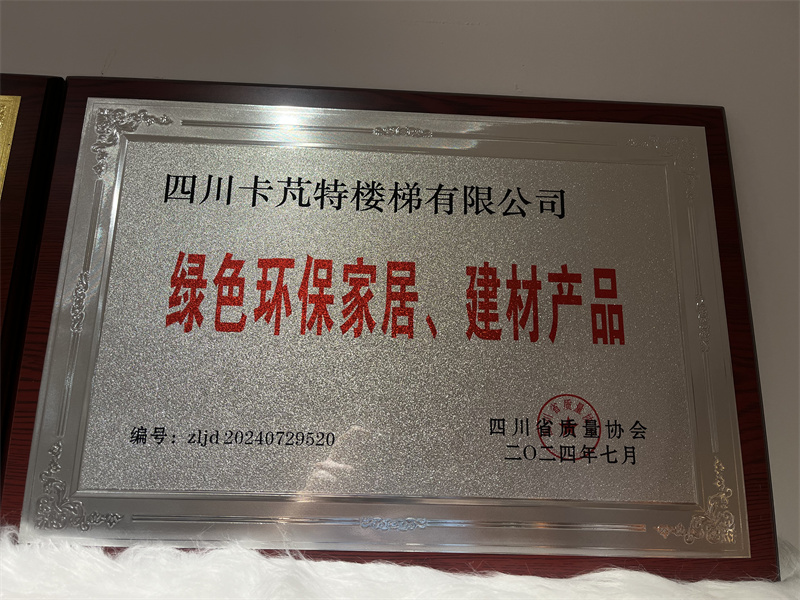 四川卡芃特楼梯有限公司
绿色环保家居、建材产品
编号：zljd 20240729520
四川省质量协会
二〇二四年七月